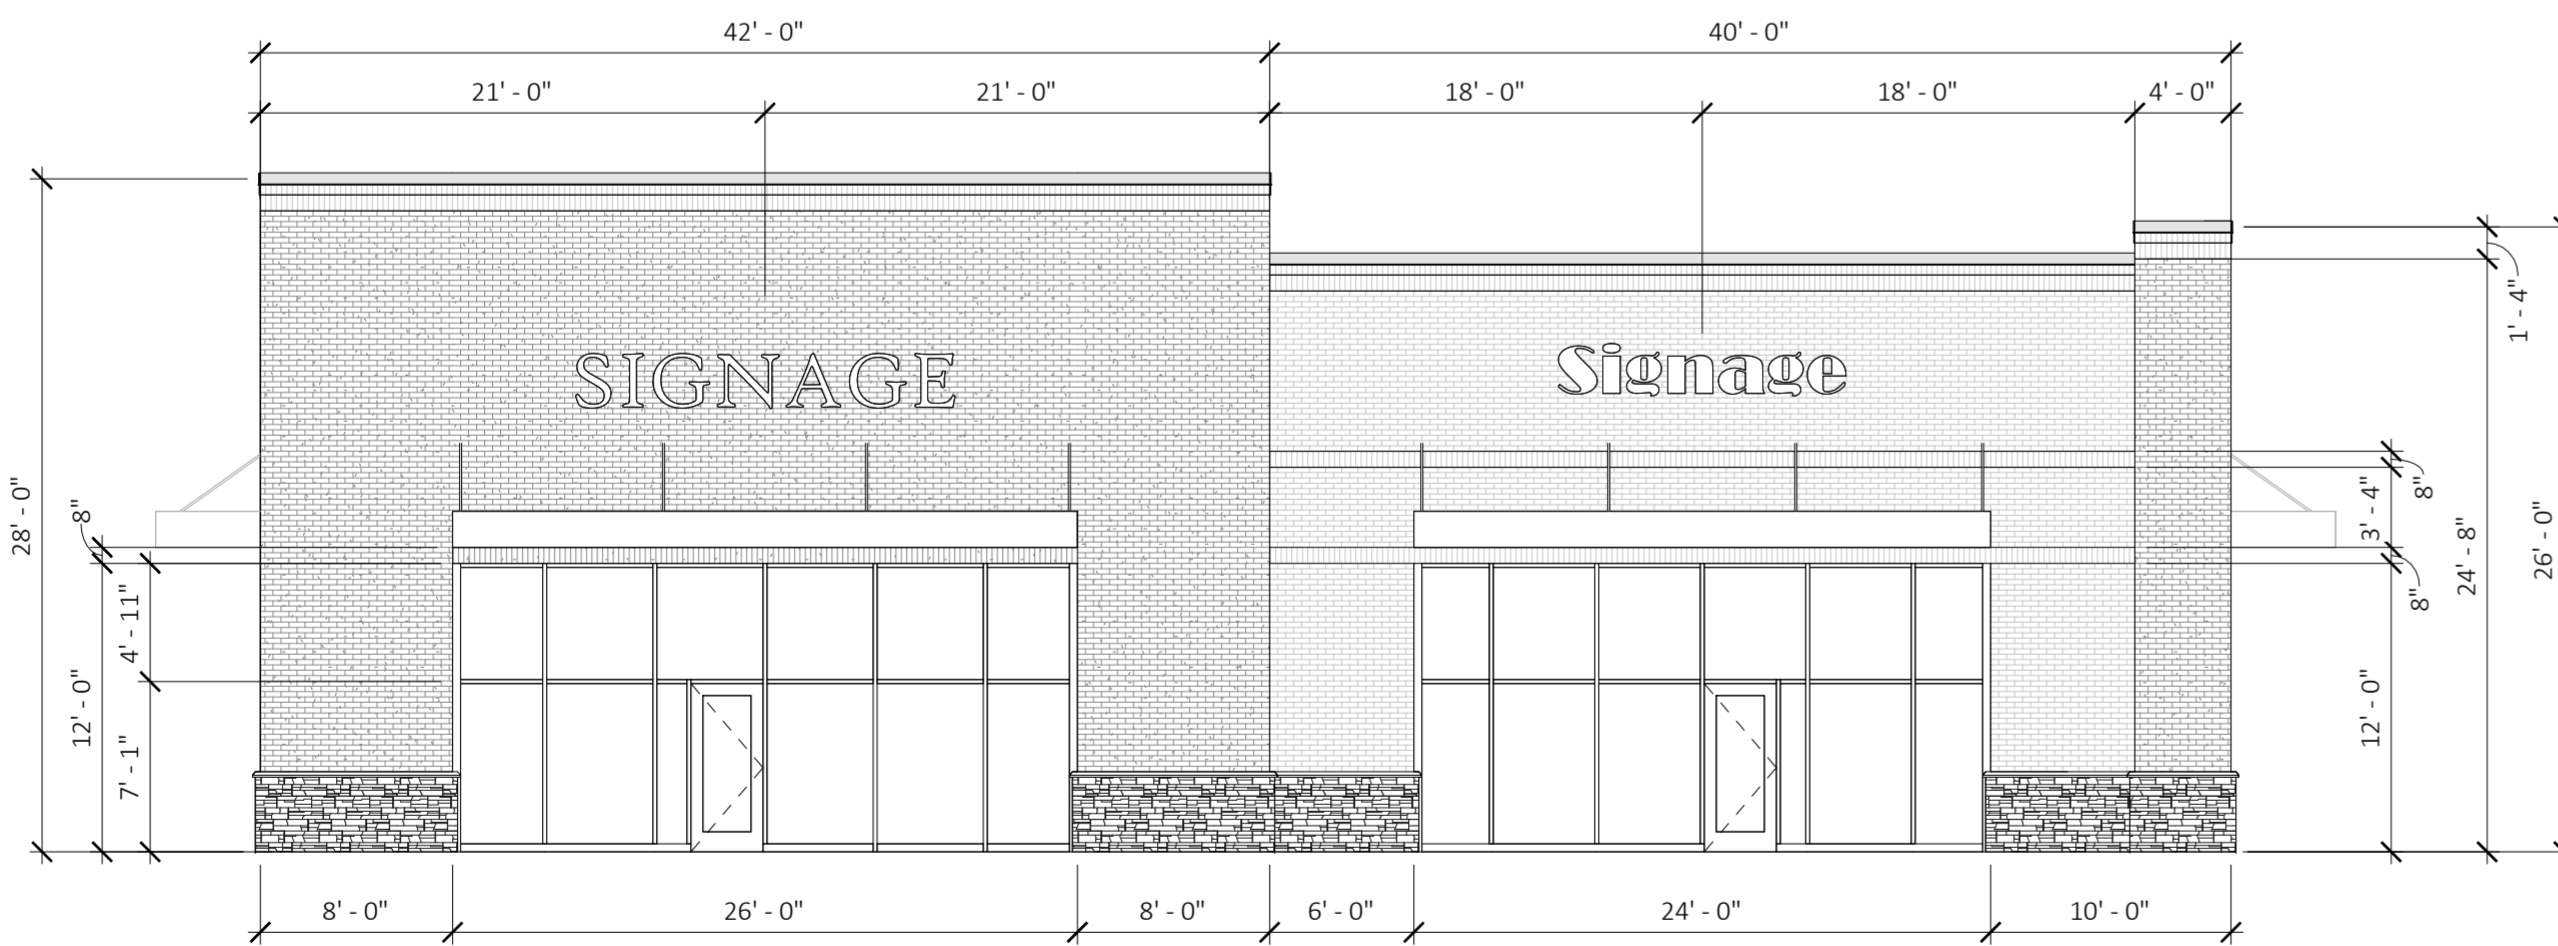 42' - 0"
40' - 0"
21' - 0"
21' - 0"
18' - 0"
18' - 0"
4' - 0"
SIGNAGE
Signage
28' - 0"
8"
12' - 0"
4' - 11"
7' - 1"
1' - 4"
8"
3' - 4"
8"
12' - 0"
24' - 8"
26' - 0"
8' - 0"
26' - 0"
8' - 0"
6' - 0"
24' - 0"
10' - 0"